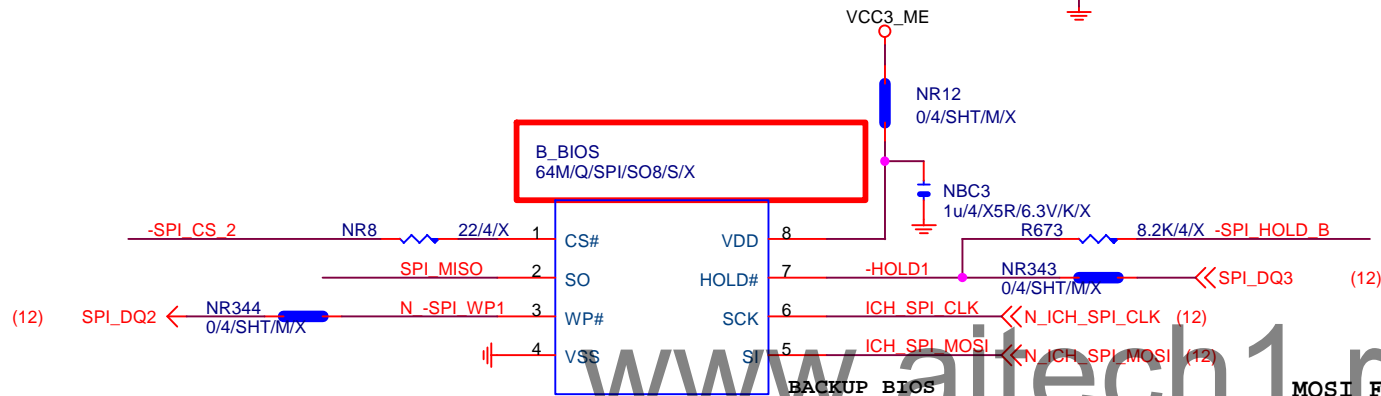 VCC3_ME
NR12
0/4/SHT/M/X
B_BIOS
64M/Q/SPI/SO8/S/X
NBC3
1u/4/X5R/6.3V/K/X
-SPI_CS_2 NR8 22/4/X 1 CS# VDD 8 R673 8.2K/4/X -SPI_HOLD_B
SPI_MISO 2 SO HOLD# 7 -HOLD1 NR343 SPI_DQ3 (12)
0/4/SHT/M/X
(12) SPI_DQ2 NR344 N_-SPI_WP1 3 WP# SCK 6 ICH_SPI_CLK N_ICH_SPI_CLK (12)
0/4/SHT/M/X
4 VSS SI 5 ICH_SPI_MOSI N_ICH_SPI_MOSI (12)
www.aitech1.r
BACKUP BIOS MOSI F